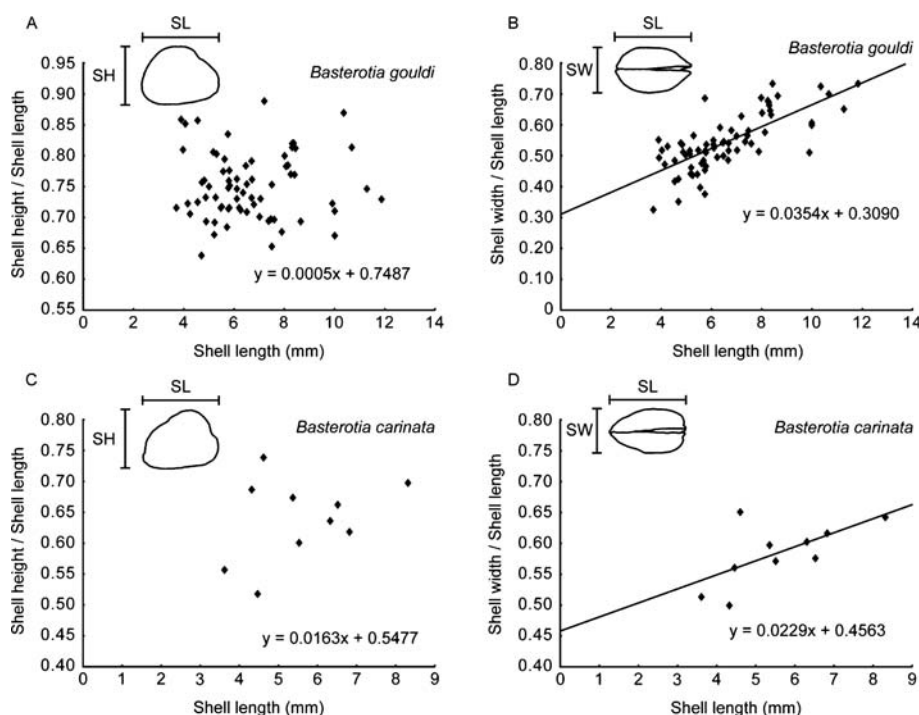 A
SL
SH
Basterotia gouldi
Shell height / Shell length
0.95
0.90
0.85
0.80
0.75
0.70
0.65
0.60
0.55
y = 0.0005x + 0.7487
0 2 4 6 8 10 12 14
Shell length (mm)
B
SL
SW
Basterotia gouldi
Shell width / Shell length
0.80
0.70
0.60
0.50
0.40
0.30
0.20
0.10
0
y = 0.0354x + 0.3090
0 2 4 6 8 10 12 14
Shell length (mm)
C
SL
SH
Basterotia carinata
Shell height / Shell length
0.80
0.75
0.70
0.65
0.60
0.55
0.50
0.45
0.40
y = 0.0163x + 0.5477
0 1 2 3 4 5 6 7 8 9
Shell length (mm)
D
SL
SW
Basterotia carinata
Shell width / Shell length
0.80
0.75
0.70
0.65
0.60
0.55
0.50
0.45
0.40
y = 0.0229x + 0.4563
0 1 2 3 4 5 6 7 8 9
Shell length (mm)